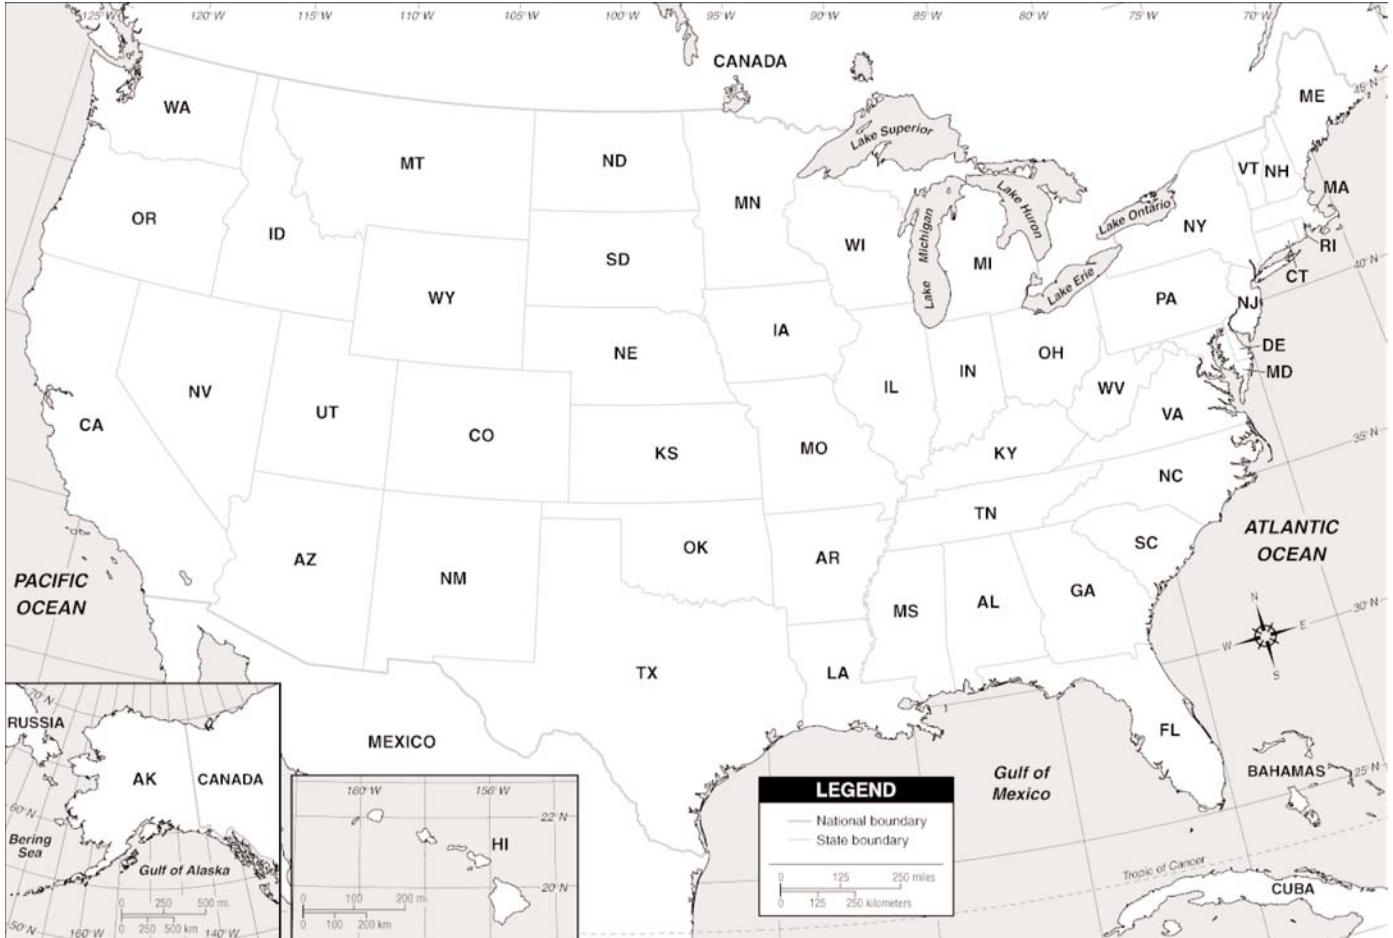 125°W 120°W 115°W 110°W 105°W 100°W 95°W 90°W 85°W 80°W 75°W 70°W
CANADA
WA
MT
ND
MN
Lake Superior
ME
45°N
OR
ID
SD
WI
Lake Michigan
MI
Lake Huron
Lake Ontario
NY
VT
NH
MA
RI
CT
40°N
WY
NE
IA
Lake Erie
PA
NJ
DE
MD
NV
UT
CO
KS
MO
IL
IN
OH
WV
VA
35°N
CA
KY
NC
TN
SC
AZ
NM
OK
AR
MS
AL
GA
PACIFIC
OCEAN
ATLANTIC
OCEAN
30°N
N
W E
S
TX
LA
FL
MEXICO
Gulf of
Mexico
BAHAMAS
25°N
Tropic of Cancer
CUBA
70°N
RUSSIA
AK
CANADA
60°N
Bering
Sea
Gulf of Alaska
0 250 500 mi.
0 250 500 km
50°N 160°W 140°W
160°W 156°W
22°N
HI
20°N
0 100 200 mi.
0 100 200 km
LEGEND
National boundary
State boundary
0 125 250 miles
0 125 250 kilometers